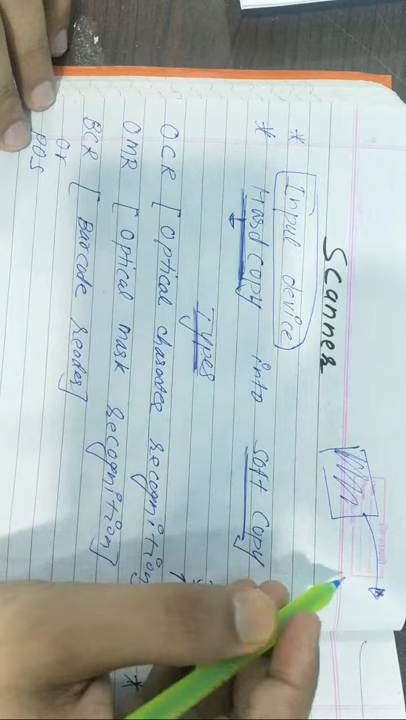 Scanner
* Input device
* Hard copy into soft copy
Types
OCR [Optical character Recognition
OMR [Optical mark Recognition]
BCR [Barcode Reader]
or
POS
*